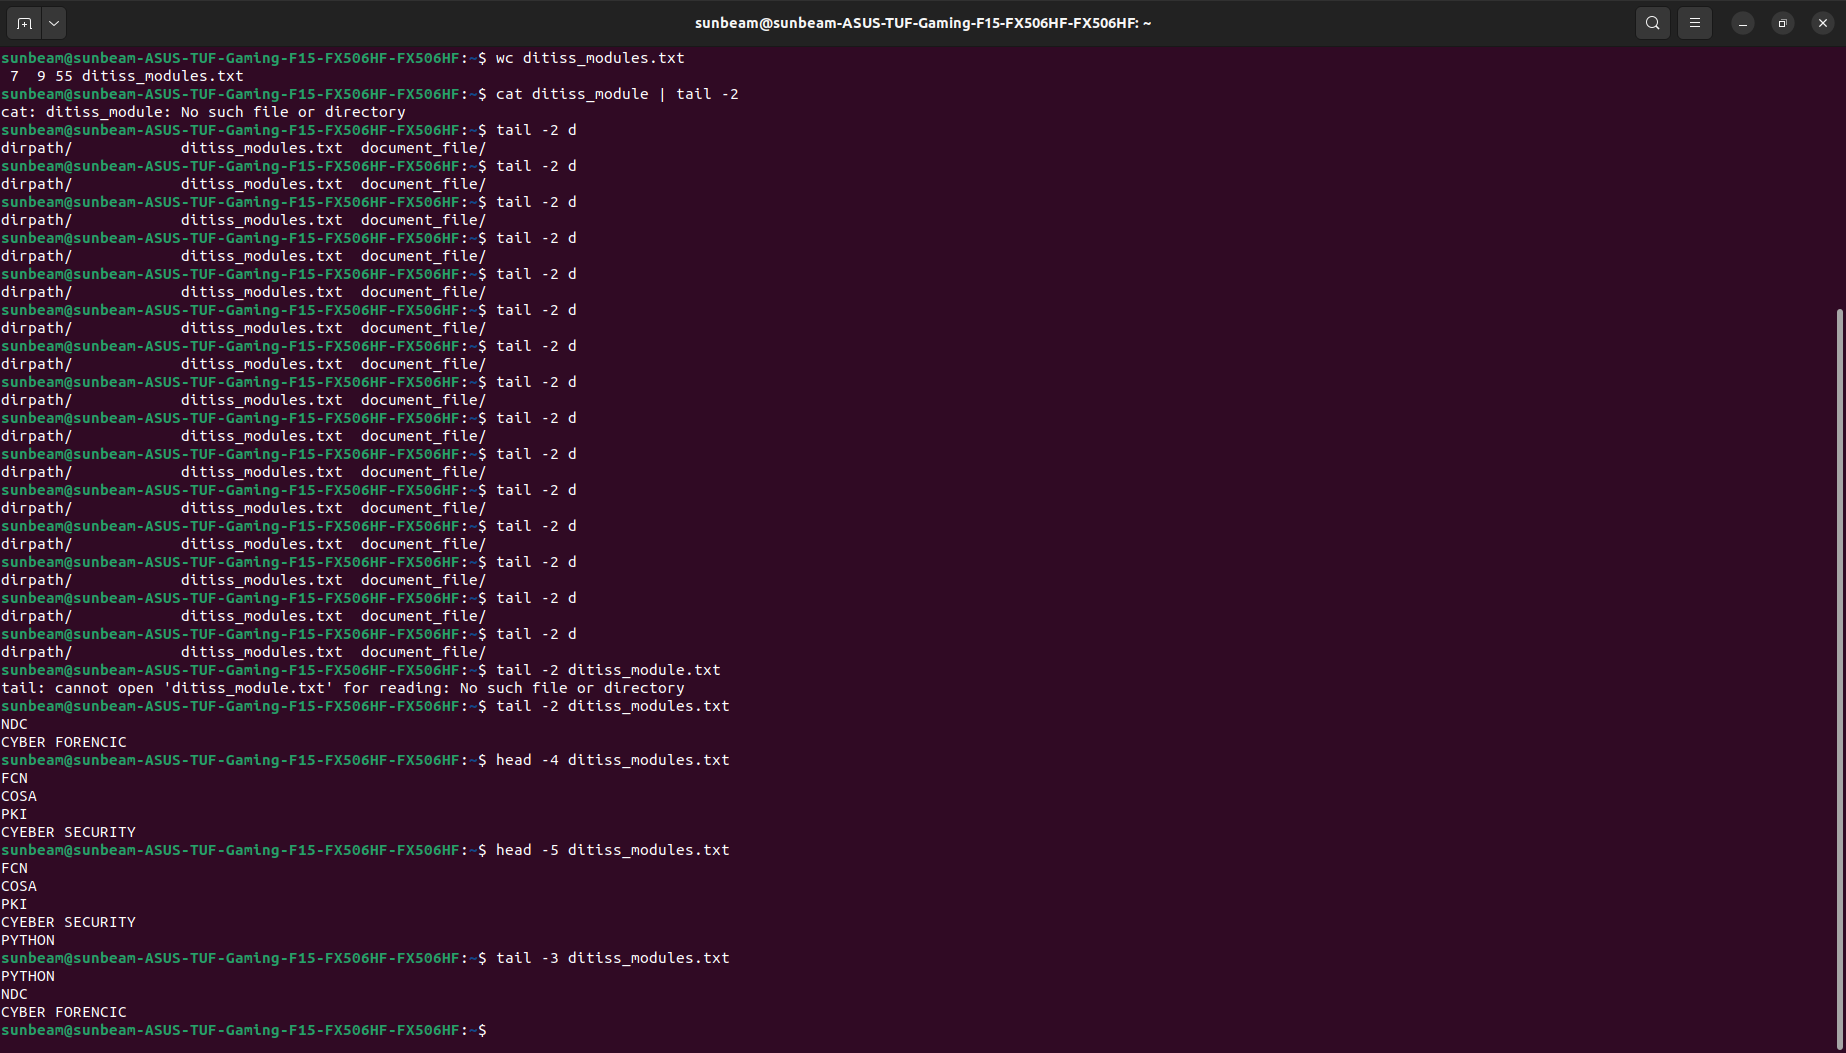 sunbeam@sunbeam-ASUS-TUF-Gaming-F15-FX506HF-FX506HF: ~
sunbeam@sunbeam-ASUS-TUF-Gaming-F15-FX506HF-FX506HF:~$ wc ditiss_modules.txt
 7  9 55 ditiss_modules.txt
sunbeam@sunbeam-ASUS-TUF-Gaming-F15-FX506HF-FX506HF:~$ cat ditiss_module | tail -2
cat: ditiss_module: No such file or directory
sunbeam@sunbeam-ASUS-TUF-Gaming-F15-FX506HF-FX506HF:~$ tail -2 d
dirpath/            ditiss_modules.txt  document_file/
sunbeam@sunbeam-ASUS-TUF-Gaming-F15-FX506HF-FX506HF:~$ tail -2 d
dirpath/            ditiss_modules.txt  document_file/
sunbeam@sunbeam-ASUS-TUF-Gaming-F15-FX506HF-FX506HF:~$ tail -2 d
dirpath/            ditiss_modules.txt  document_file/
sunbeam@sunbeam-ASUS-TUF-Gaming-F15-FX506HF-FX506HF:~$ tail -2 d
dirpath/            ditiss_modules.txt  document_file/
sunbeam@sunbeam-ASUS-TUF-Gaming-F15-FX506HF-FX506HF:~$ tail -2 d
dirpath/            ditiss_modules.txt  document_file/
sunbeam@sunbeam-ASUS-TUF-Gaming-F15-FX506HF-FX506HF:~$ tail -2 d
dirpath/            ditiss_modules.txt  document_file/
sunbeam@sunbeam-ASUS-TUF-Gaming-F15-FX506HF-FX506HF:~$ tail -2 d
dirpath/            ditiss_modules.txt  document_file/
sunbeam@sunbeam-ASUS-TUF-Gaming-F15-FX506HF-FX506HF:~$ tail -2 d
dirpath/            ditiss_modules.txt  document_file/
sunbeam@sunbeam-ASUS-TUF-Gaming-F15-FX506HF-FX506HF:~$ tail -2 d
dirpath/            ditiss_modules.txt  document_file/
sunbeam@sunbeam-ASUS-TUF-Gaming-F15-FX506HF-FX506HF:~$ tail -2 d
dirpath/            ditiss_modules.txt  document_file/
sunbeam@sunbeam-ASUS-TUF-Gaming-F15-FX506HF-FX506HF:~$ tail -2 d
dirpath/            ditiss_modules.txt  document_file/
sunbeam@sunbeam-ASUS-TUF-Gaming-F15-FX506HF-FX506HF:~$ tail -2 d
dirpath/            ditiss_modules.txt  document_file/
sunbeam@sunbeam-ASUS-TUF-Gaming-F15-FX506HF-FX506HF:~$ tail -2 d
dirpath/            ditiss_modules.txt  document_file/
sunbeam@sunbeam-ASUS-TUF-Gaming-F15-FX506HF-FX506HF:~$ tail -2 d
dirpath/            ditiss_modules.txt  document_file/
sunbeam@sunbeam-ASUS-TUF-Gaming-F15-FX506HF-FX506HF:~$ tail -2 d
dirpath/            ditiss_modules.txt  document_file/
sunbeam@sunbeam-ASUS-TUF-Gaming-F15-FX506HF-FX506HF:~$ tail -2 ditiss_module.txt
tail: cannot open 'ditiss_module.txt' for reading: No such file or directory
sunbeam@sunbeam-ASUS-TUF-Gaming-F15-FX506HF-FX506HF:~$ tail -2 ditiss_modules.txt
NDC
CYBER FORENCIC
sunbeam@sunbeam-ASUS-TUF-Gaming-F15-FX506HF-FX506HF:~$ head -4 ditiss_modules.txt
FCN
COSA
PKI
CYEBER SECURITY
sunbeam@sunbeam-ASUS-TUF-Gaming-F15-FX506HF-FX506HF:~$ head -5 ditiss_modules.txt
FCN
COSA
PKI
CYEBER SECURITY
PYTHON
sunbeam@sunbeam-ASUS-TUF-Gaming-F15-FX506HF-FX506HF:~$ tail -3 ditiss_modules.txt
PYTHON
NDC
CYBER FORENCIC
sunbeam@sunbeam-ASUS-TUF-Gaming-F15-FX506HF-FX506HF:~$